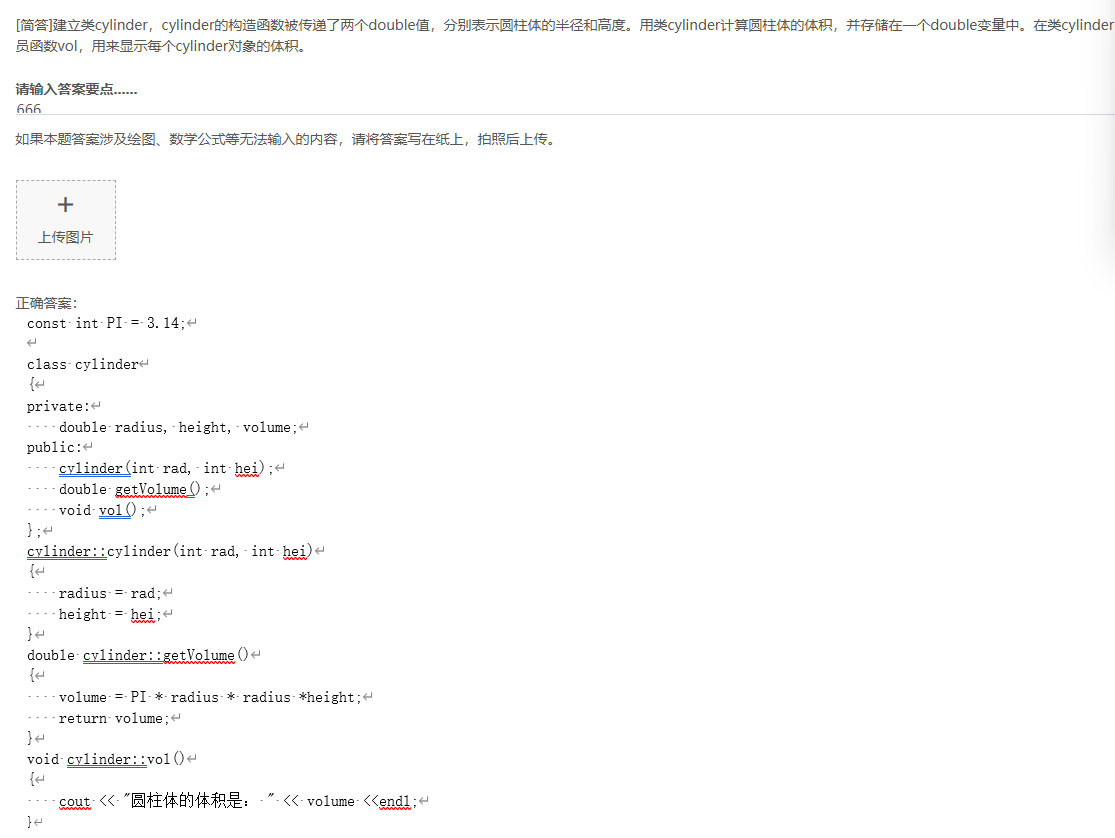 [简答]建立类cylinder，cylinder的构造函数被传递了两个double值，分别表示圆柱体的半径和高度。用类cylinder计算圆柱体的体积，并存储在一个double变量中。在类cylinder
员函数vol，用来显示每个cylinder对象的体积。
请输入答案要点......
666
如果本题答案涉及绘图、数学公式等无法输入的内容，请将答案写在纸上，拍照后上传。
+
上传图片
正确答案：
const int PI = 3.14;
class cylinder
{
private:
    double radius, height, volume;
public:
    cylinder(int rad, int hei);
    double getVolume();
    void vol();
};
cylinder::cylinder(int rad, int hei)
{
    radius = rad;
    height = hei;
}
double cylinder::getVolume()
{
    volume = PI * radius * radius *height;
    return volume;
}
void cylinder::vol()
{
    cout << "圆柱体的体积是： " << volume <<endl;
}